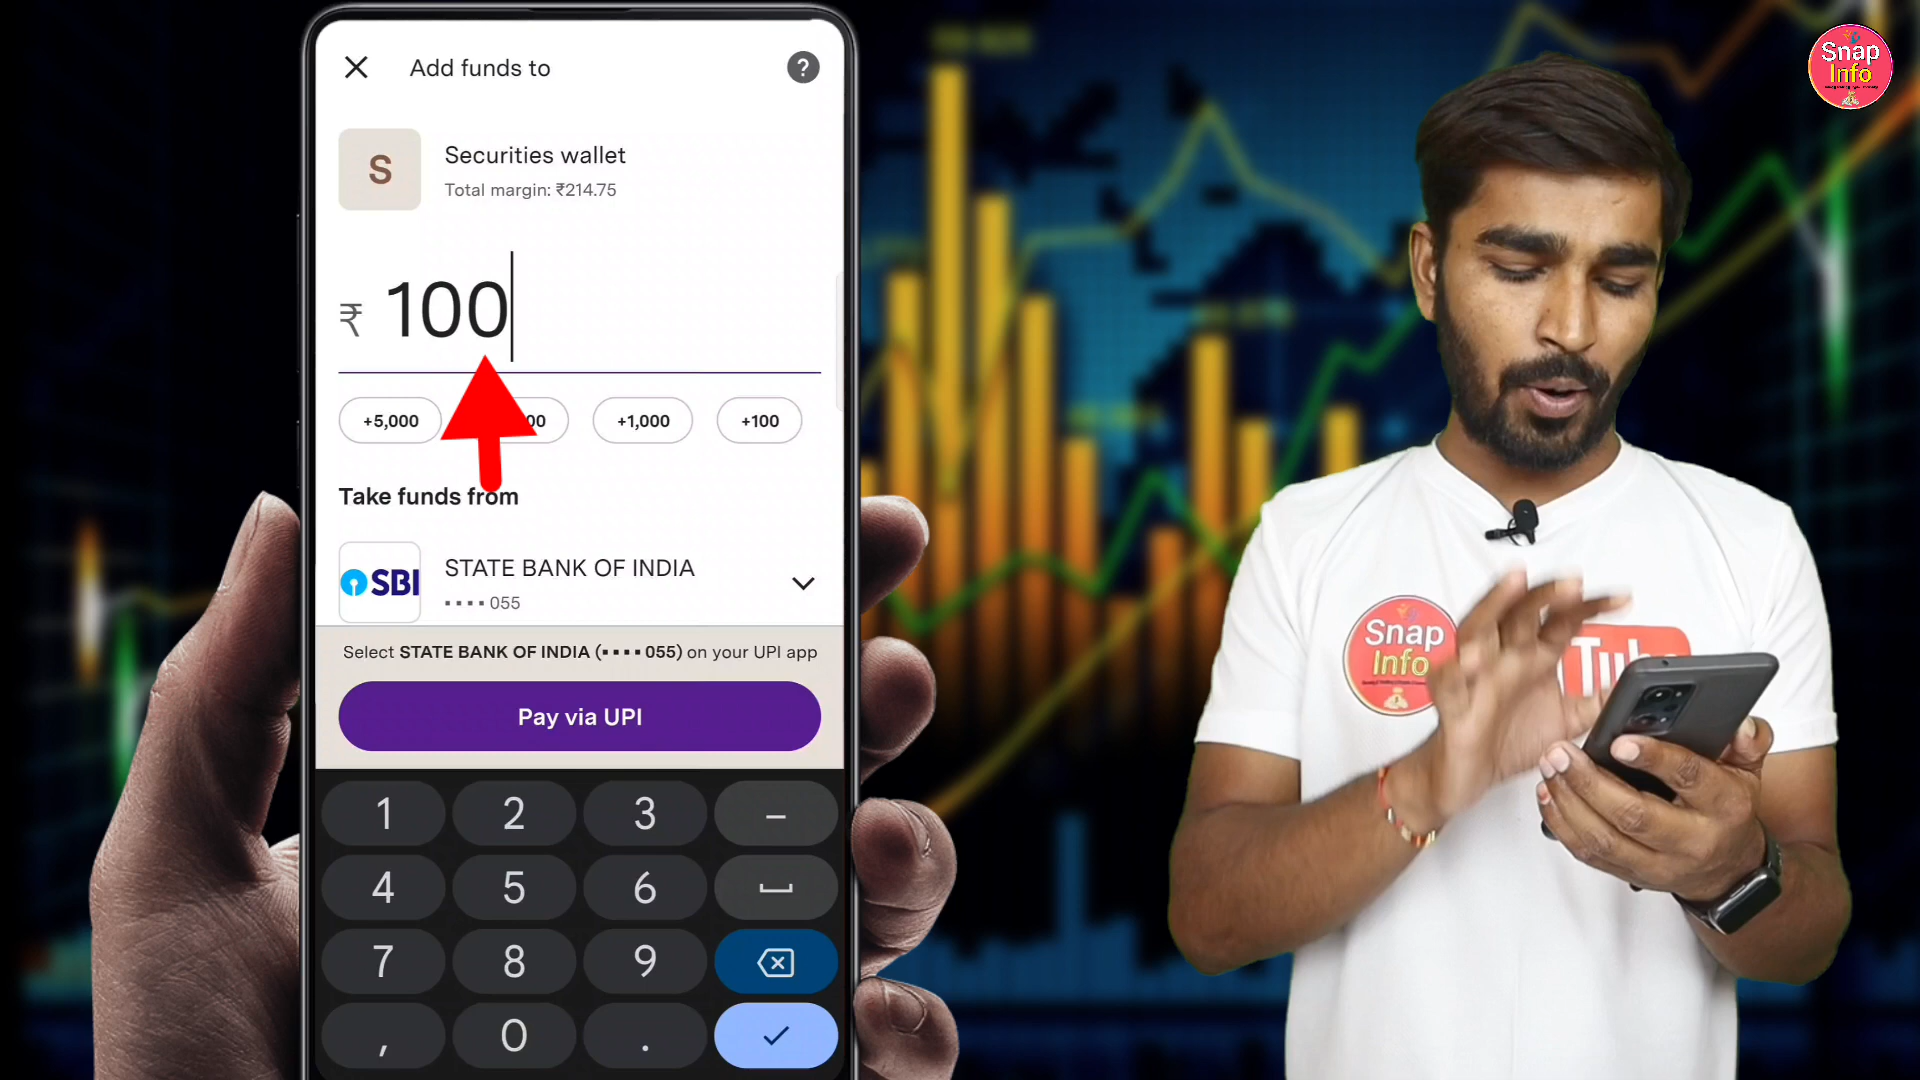 Add funds to
?
S
Securities wallet
Total margin: ₹214.75
₹ 100
+5,000
00
+1,000
+100
Take funds from
SBI
STATE BANK OF INDIA
•••• 055
Select STATE BANK OF INDIA (•••• 055) on your UPI app
Pay via UPI
1 2 3 –
4 5 6
7 8 9
, 0 .
Snap
Info
Snap
Info
Tu